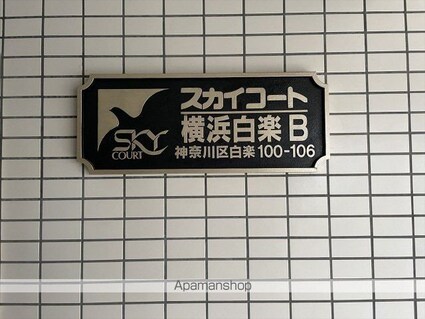 スカイコート
横浜白楽 B
神奈川区白楽 100-106
SKY
COURT
Apamanshop